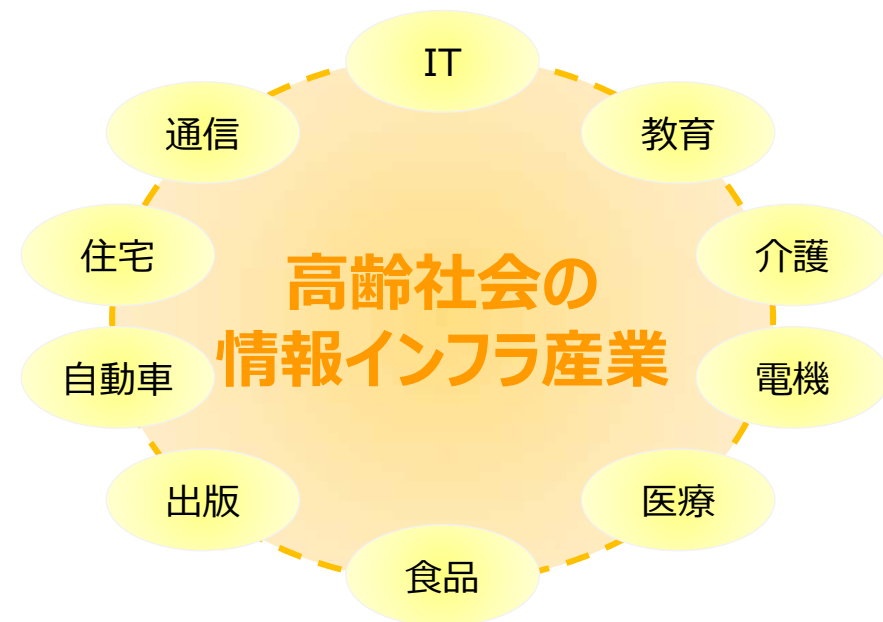 IT
通信
教育
住宅
介護
高齢社会の
情報インフラ産業
自動車
電機
出版
医療
食品